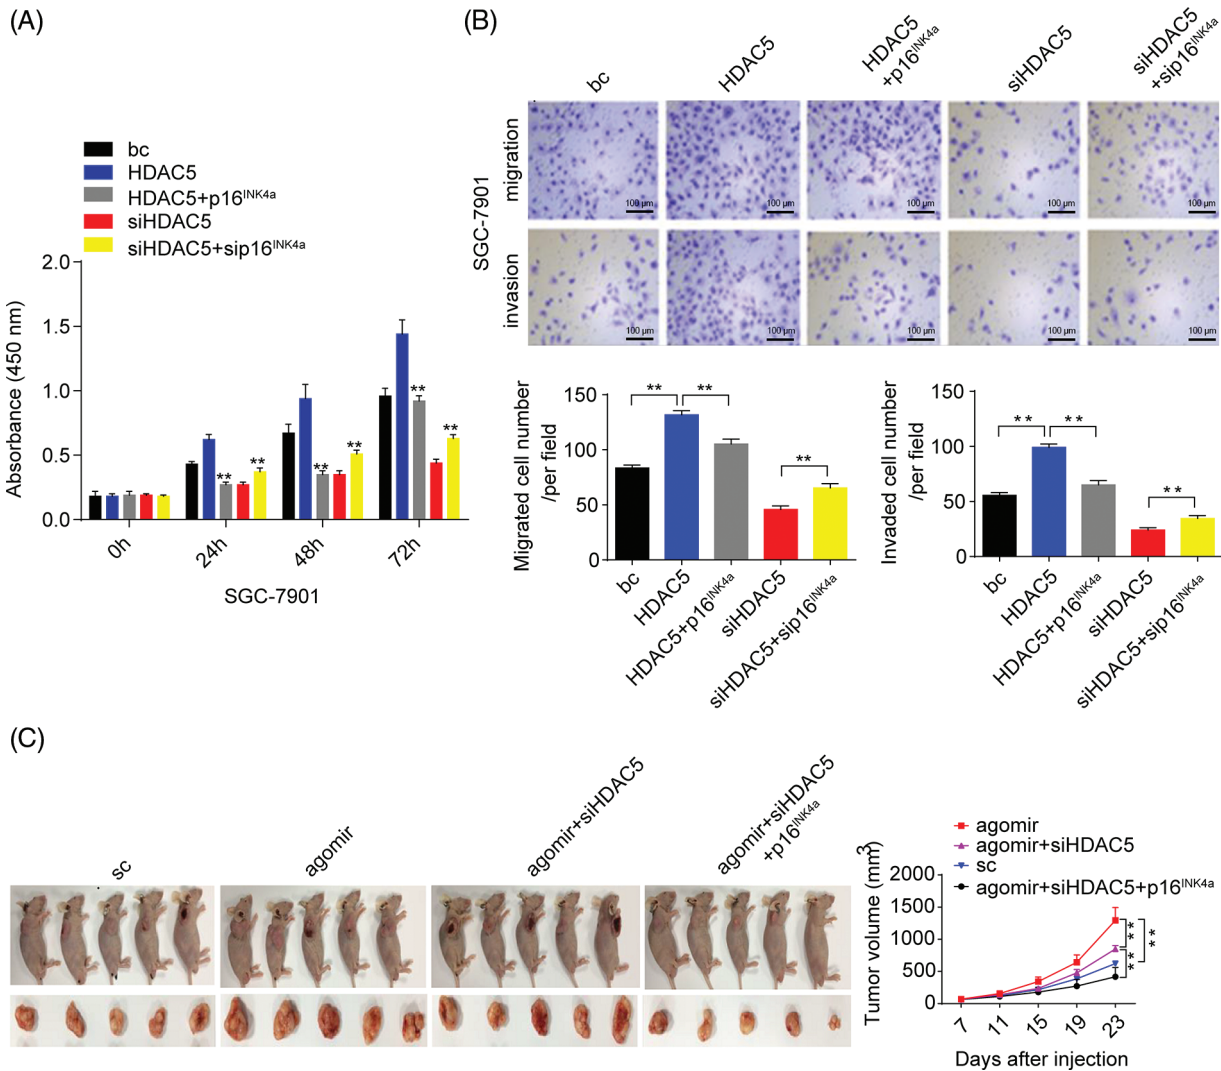 (A)
bc
HDAC5
HDAC5+p16INK4a
siHDAC5
siHDAC5+sip16INK4a
2.0
1.5
1.0
0.5
0.0
Absorbance (450 nm)
**
**
**
**
**
**
0h
24h
48h
72h
SGC-7901
(B)
bc
HDAC5
HDAC5
+p16INK4a
siHDAC5
siHDAC5
+sip16INK4a
SGC-7901
migration
100 μm
100 μm
100 μm
100 μm
100 μm
invasion
100 μm
100 μm
100 μm
100 μm
100 μm
Migrated cell number
/per field
150
100
50
0
**
**
**
bc
HDAC5
HDAC5+p16INK4a
siHDAC5
siHDAC5+sip16INK4a
Invaded cell number
/per field
150
100
50
0
**
**
**
bc
HDAC5
HDAC5+p16INK4a
siHDAC5
siHDAC5+sip16INK4a
(C)
sc
agomir
agomir+siHDAC5
agomir+siHDAC5
+p16INK4a
agomir
agomir+siHDAC5
sc
agomir+siHDAC5+p16INK4a
Tumor volume (mm3)
2000
1500
1000
500
0
**
**
**
7
11
15
19
23
Days after injection